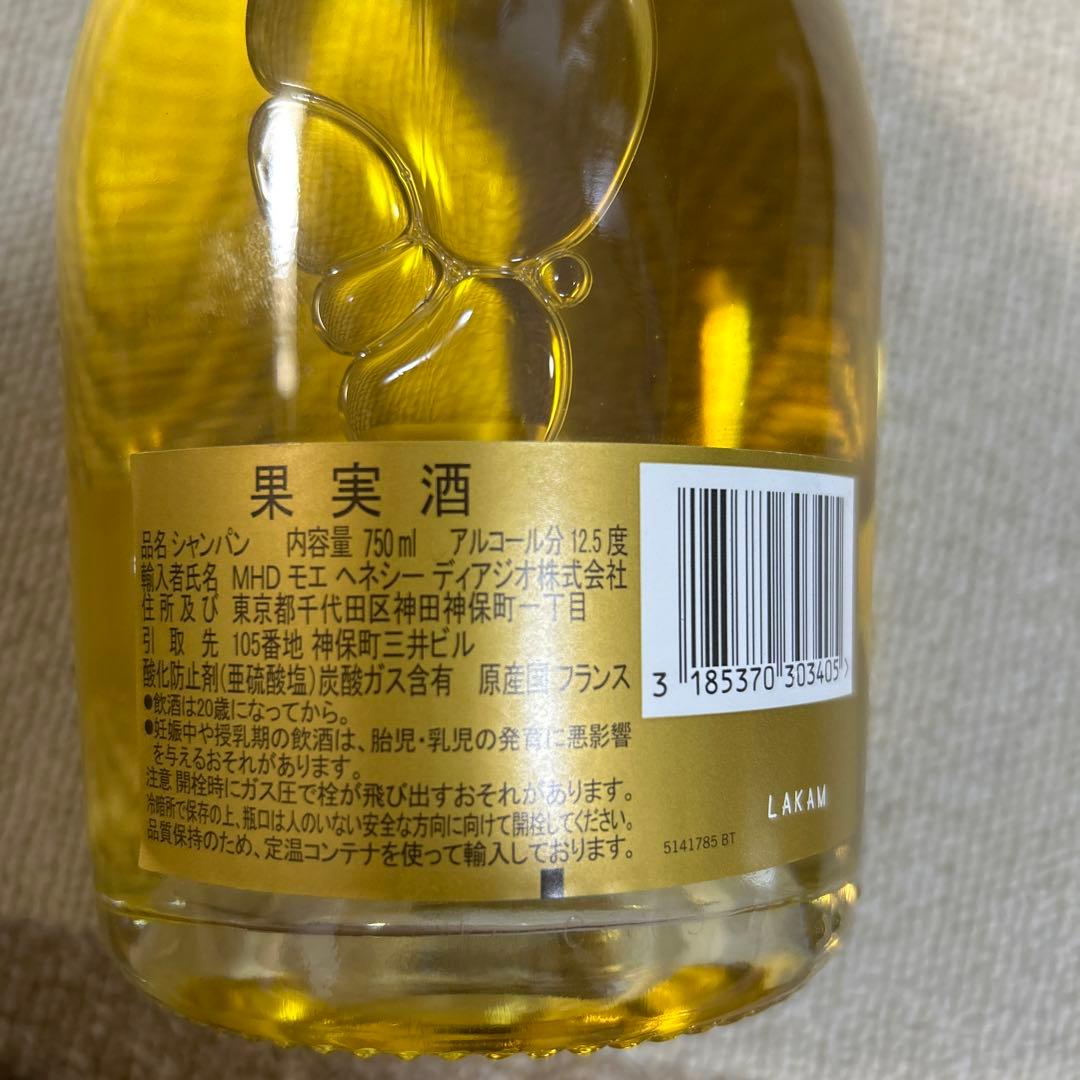 果実酒
品名 シャンパン 内容量 750ml アルコール分 12.5度
輸入者氏名 MHD モエ ヘネシー ディアジオ株式会社
住所及び 東京都千代田区神田神保町一丁目
引取先 105番地 神保町三井ビル
酸化防止剤(亜硫酸塩)炭酸ガス含有 原産国 フランス
●飲酒は20歳になってから。
●妊娠中や授乳期の飲酒は、胎児・乳児の発育に悪影響
を与えるおそれがあります。
注意 開栓時にガス圧で栓が飛び出すおそれがあります。
冷暗所で保存の上、瓶口は人のいない安全な方向に向けて開栓してください。
品質保持のため、定温コンテナを使って輸入しております。
3 185370 303405 >
LAKAM
5141785 BT